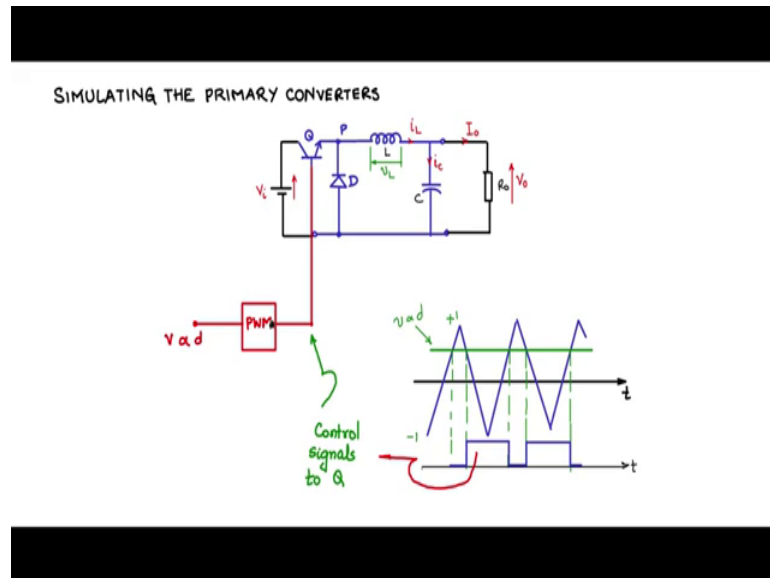 SIMULATING THE PRIMARY CONVERTERS
Q P iL Io
L
vL ic
Vi D C Ro Vo
PWM
v α d
v α d +1
t
-1
Control
signals
to Q
t